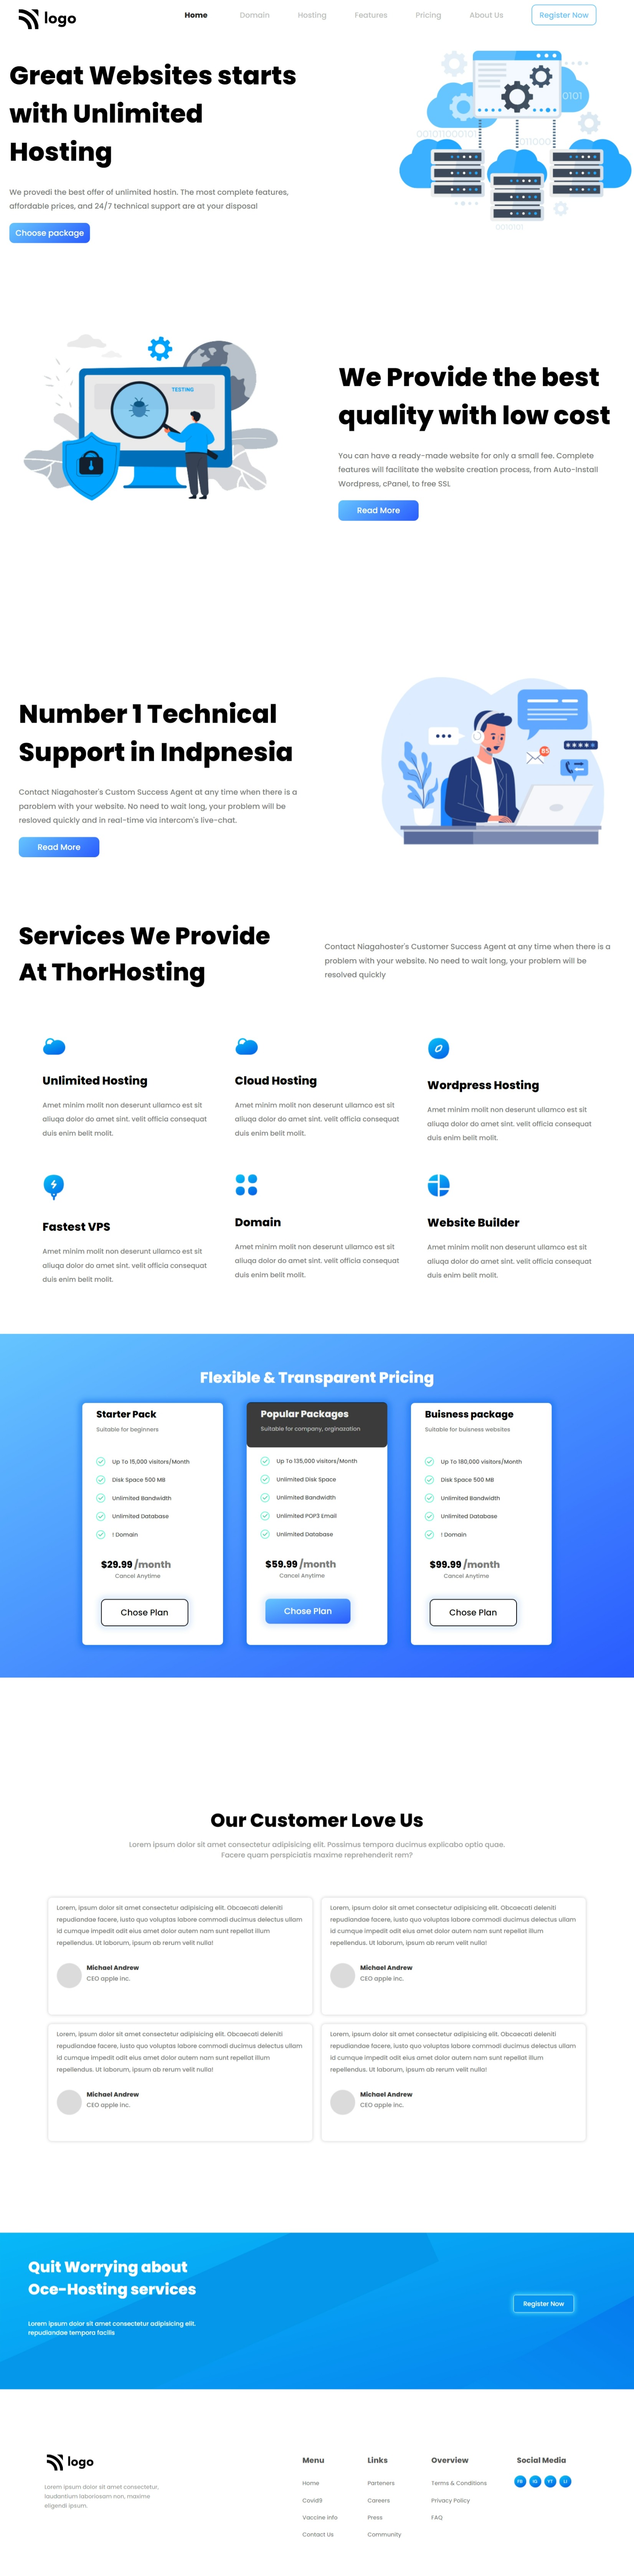 logo
Home Domain Hosting Features Pricing About Us Register Now
Great Websites starts
with Unlimited
Hosting
We provedi the best offer of unlimited hostin. The most complete features,
affordable prices, and 24/7 technical support are at your disposal
Choose package
0101
001011000101
011000
0010101
TESTING
We Provide the best
quality with low cost
You can have a ready-made website for only a small fee. Complete
features will facilitate the website creation process, from Auto-Install
Wordpress, cPanel, to free SSL
Read More
Number 1 Technical
Support in Indpnesia
Contact Niagahoster's Custom Success Agent at any time when there is a
paroblem with your website. No need to wait long, your problem will be
resloved quickly and in real-time via intercom's live-chat.
Read More
85
Services We Provide
At ThorHosting
Contact Niagahoster's Customer Success Agent at any time when there is a
problem with your website. No need to wait long, your problem will be
resolved quickly
Unlimited Hosting
Amet minim molit non deserunt ullamco est sit
aliuqa dolor do amet sint. velit officia consequat
duis enim belit molit.
Cloud Hosting
Amet minim molit non deserunt ullamco est sit
aliuqa dolor do amet sint. velit officia consequat
duis enim belit molit.
Wordpress Hosting
Amet minim molit non deserunt ullamco est sit
aliuqa dolor do amet sint. velit officia consequat
duis enim belit molit.
Fastest VPS
Amet minim molit non deserunt ullamco est sit
aliuqa dolor do amet sint. velit officia consequat
duis enim belit molit.
Domain
Amet minim molit non deserunt ullamco est sit
aliuqa dolor do amet sint. velit officia consequat
duis enim belit molit.
Website Builder
Amet minim molit non deserunt ullamco est sit
aliuqa dolor do amet sint. velit officia consequat
duis enim belit molit.
Flexible & Transparent Pricing
Starter Pack
Suitable for beginners
Up To 15,000 visitors/Month
Disk Space 500 MB
Unlimited Bandwidth
Unlimited Database
1 Domain
$29.99 /month
Cancel Anytime
Chose Plan
Popular Packages
Suitable for company, orginazation
Up To 135,000 visitors/Month
Unlimited Disk Space
Unlimited Bandwidth
Unlimited POP3 Email
Unlimited Database
$59.99 /month
Cancel Anytime
Chose Plan
Buisness package
Suitable for buisness websites
Up To 180,000 visitors/Month
Disk Space 500 MB
Unlimited Bandwidth
Unlimited Database
1 Domain
$99.99 /month
Cancel Anytime
Chose Plan
Our Customer Love Us
Lorem ipsum dolor sit amet consectetur adipisicing elit. Possimus tempora ducimus explicabo optio quae.
Facere quam perspiciatis maxime reprehenderit rem?
Lorem, ipsum dolor sit amet consectetur adipisicing elit. Obcaecati deleniti
repudiandae facere, iusto quo voluptas labore commodi ducimus delectus ullam
id cumque impedit odit eius amet dolor autem nam sunt repellat illum
repellendus. Ut laborum, ipsum ab rerum velit nulla!
Michael Andrew
CEO apple inc.
Lorem, ipsum dolor sit amet consectetur adipisicing elit. Obcaecati deleniti
repudiandae facere, iusto quo voluptas labore commodi ducimus delectus ullam
id cumque impedit odit eius amet dolor autem nam sunt repellat illum
repellendus. Ut laborum, ipsum ab rerum velit nulla!
Michael Andrew
CEO apple inc.
Lorem, ipsum dolor sit amet consectetur adipisicing elit. Obcaecati deleniti
repudiandae facere, iusto quo voluptas labore commodi ducimus delectus ullam
id cumque impedit odit eius amet dolor autem nam sunt repellat illum
repellendus. Ut laborum, ipsum ab rerum velit nulla!
Michael Andrew
CEO apple inc.
Lorem, ipsum dolor sit amet consectetur adipisicing elit. Obcaecati deleniti
repudiandae facere, iusto quo voluptas labore commodi ducimus delectus ullam
id cumque impedit odit eius amet dolor autem nam sunt repellat illum
repellendus. Ut laborum, ipsum ab rerum velit nulla!
Michael Andrew
CEO apple inc.
Quit Worrying about
Oce-Hosting services
Lorem ipsum dolor sit amet consectetur adipisicing elit.
repudiandae tempora facilis
Register Now
logo
Lorem ipsum dolor sit amet consectetur,
laudantium laboriosam non, maxime
eligendi ipsum.
Menu
Home
Covid9
Vaccine info
Contact Us
Links
Parteners
Careers
Press
Community
Overview
Terms & Conditions
Privacy Policy
FAQ
Social Media
FB IG YT LI